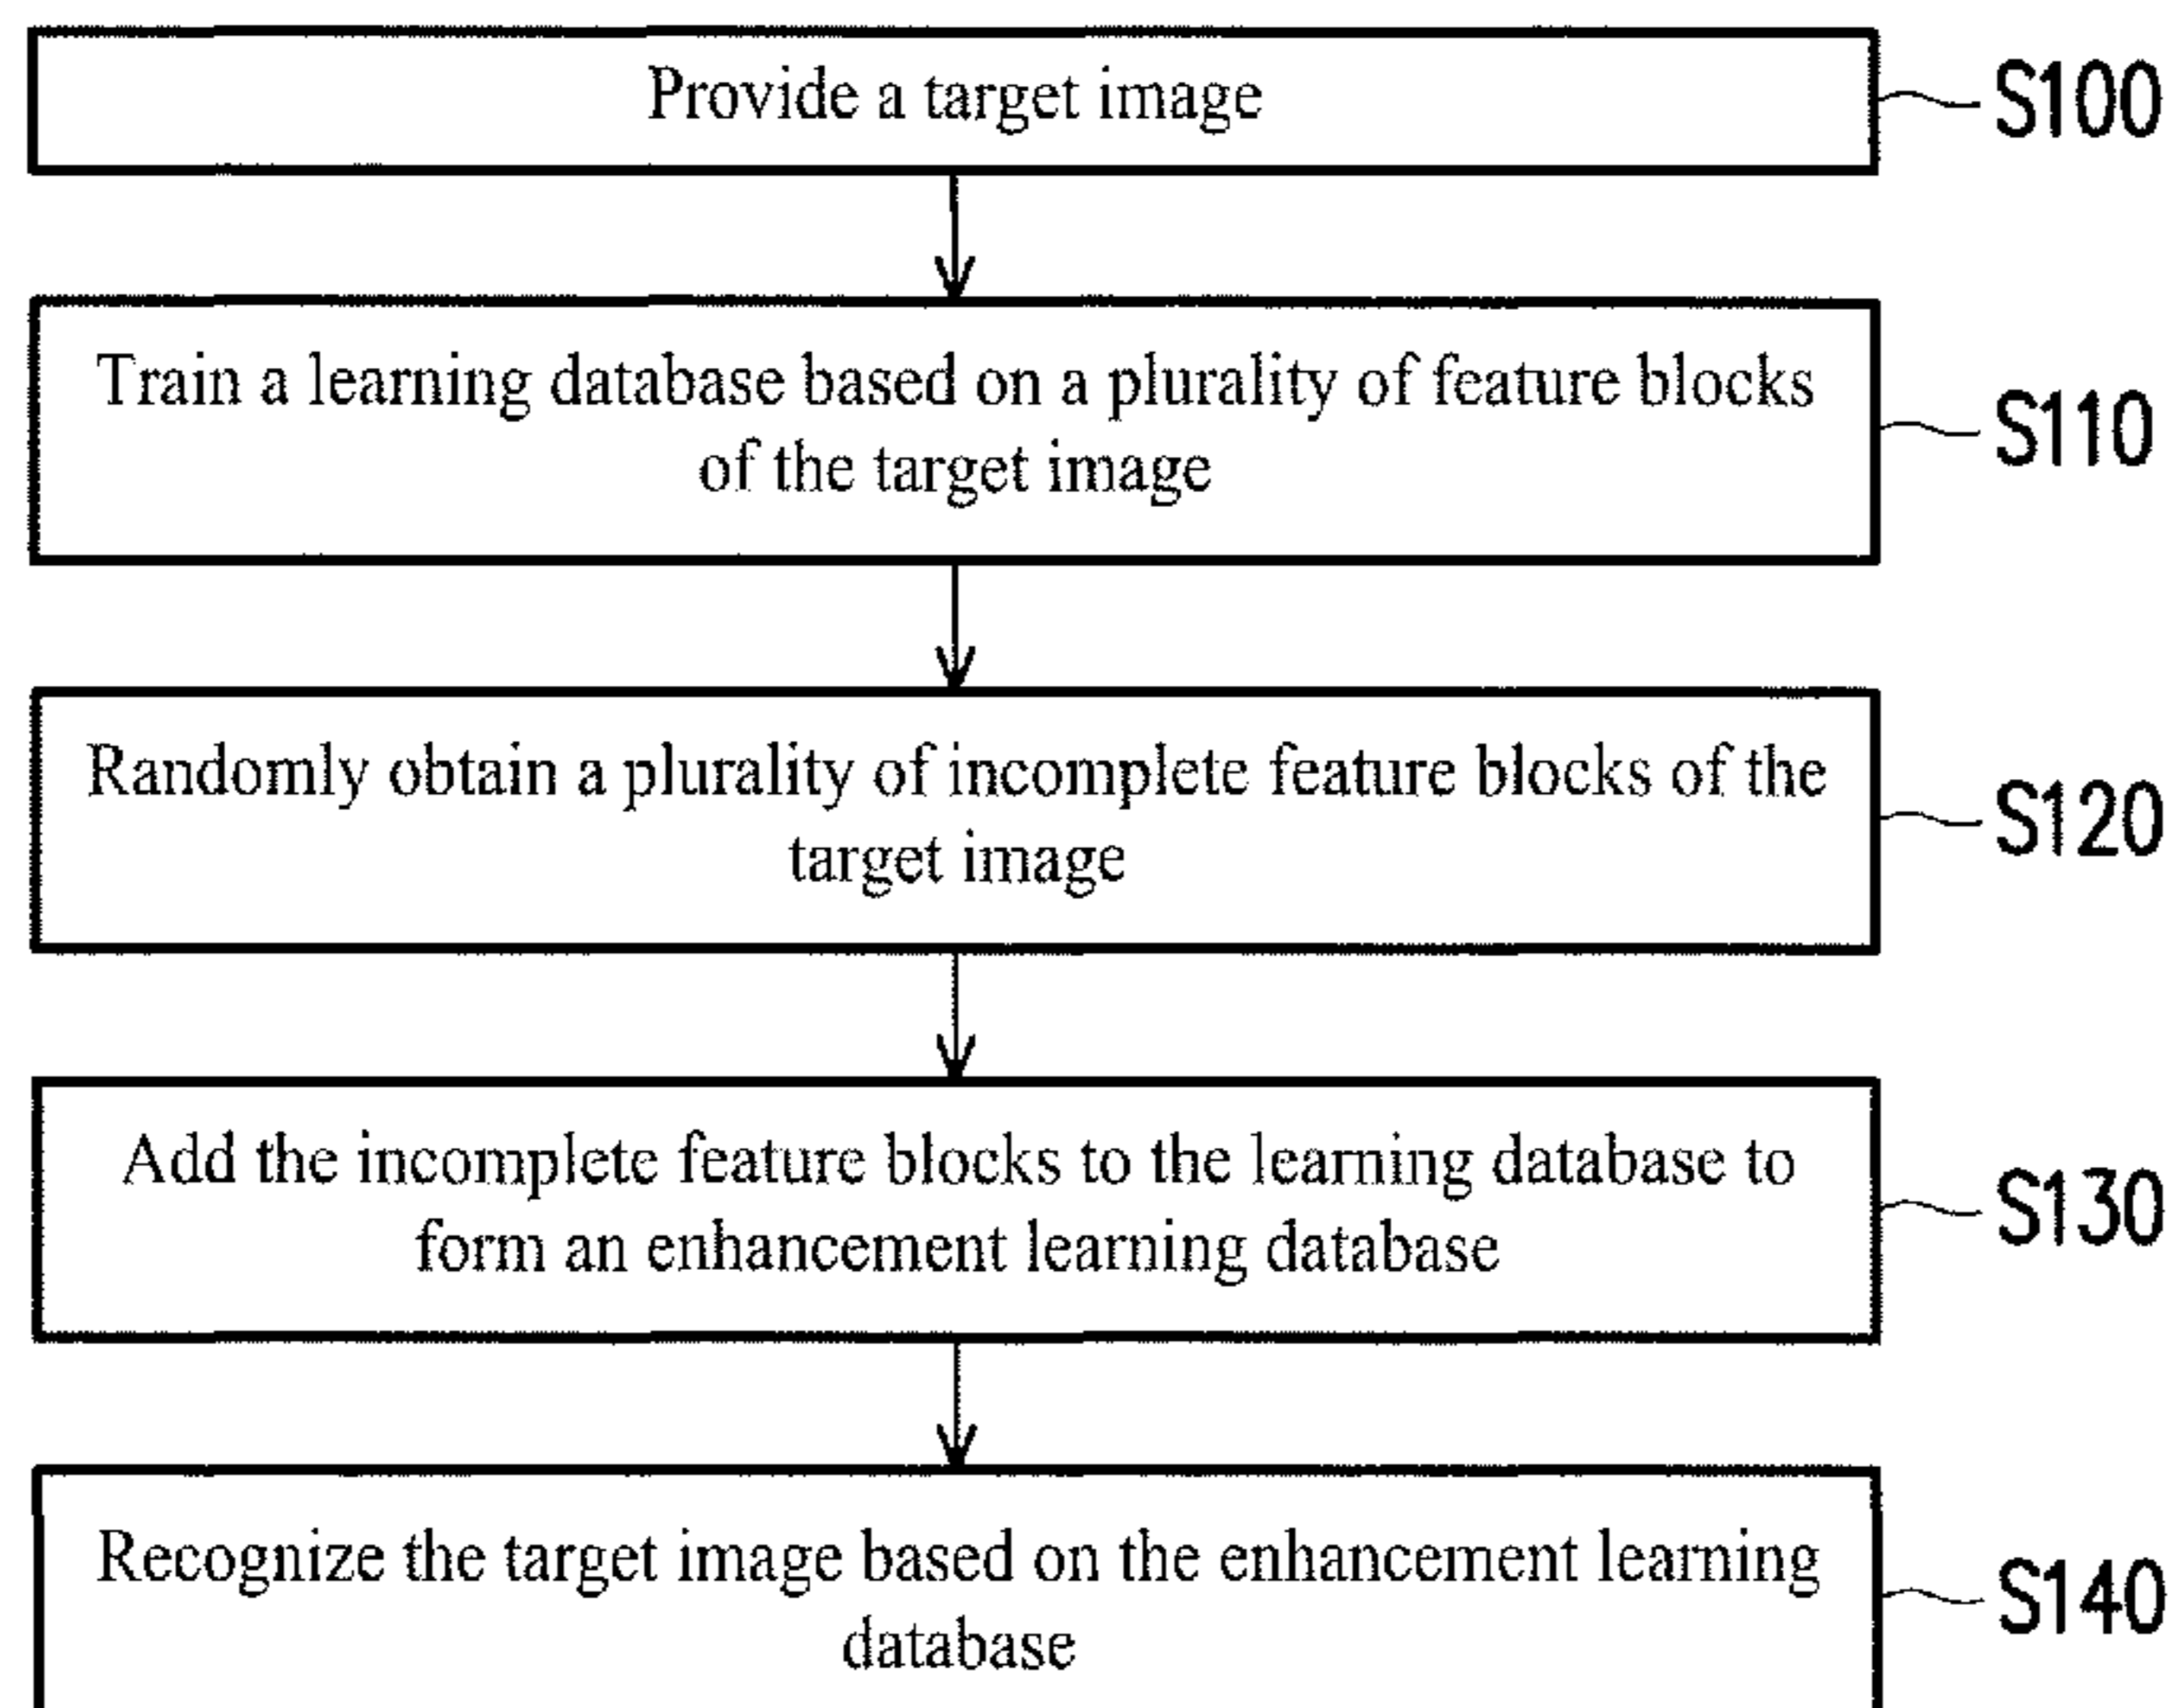 Provide a target image
S100
Train a learning database based on a plurality of feature blocks
of the target image
S110
Randomly obtain a plurality of incomplete feature blocks of the
target image
S120
Add the incomplete feature blocks to the learning database to
form an enhancement learning database
S130
Recognize the target image based on the enhancement learning
database
S140